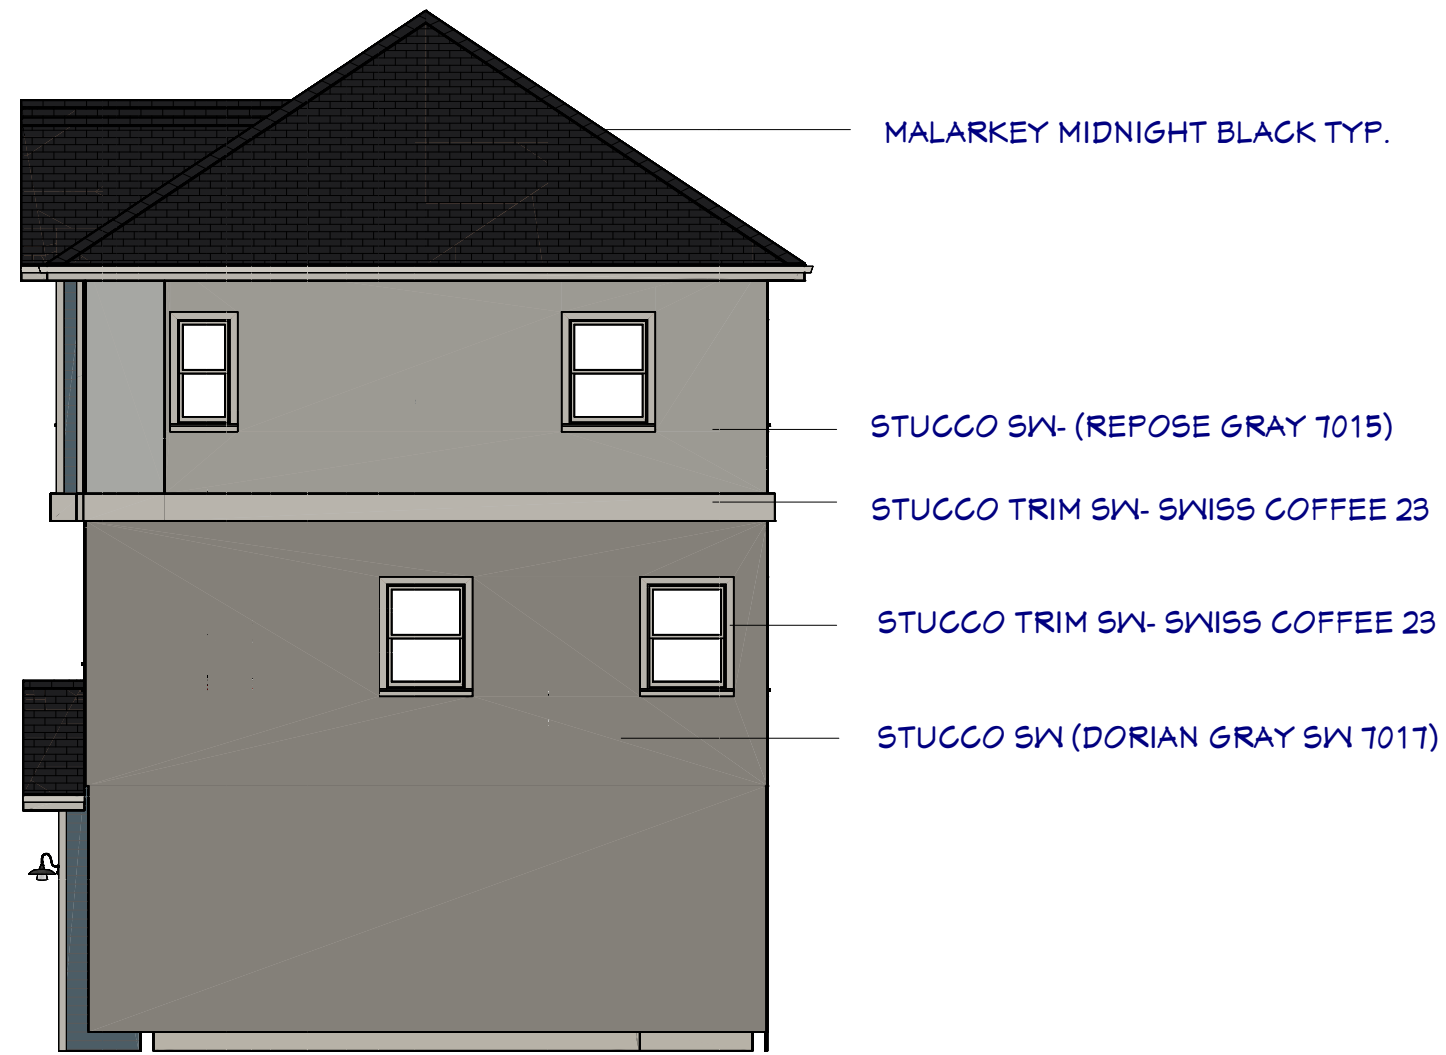 MALARKEY MIDNIGHT BLACK TYP.
STUCCO SW- (REPOSE GRAY 7015)
STUCCO TRIM SW- SWISS COFFEE 23
STUCCO TRIM SW- SWISS COFFEE 23
STUCCO SW (DORIAN GRAY SW 7017)